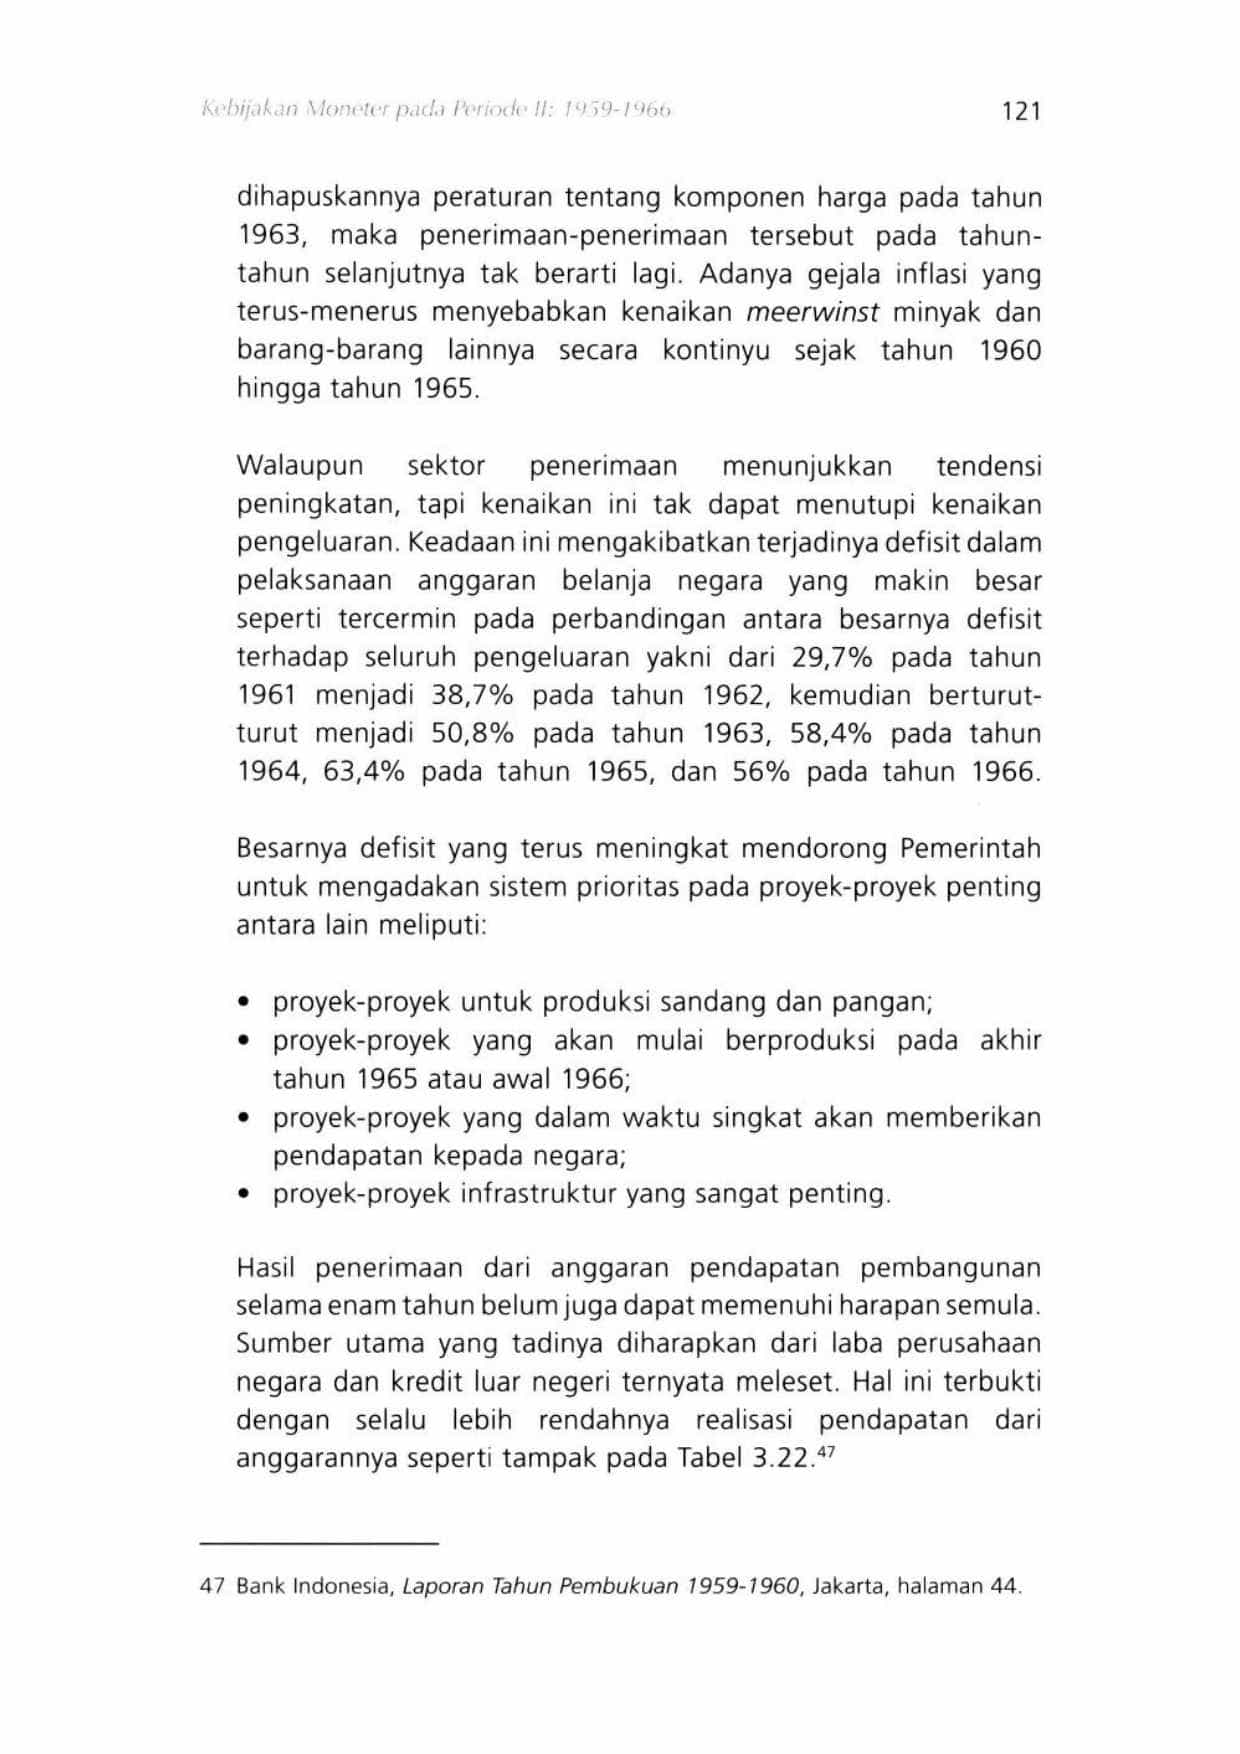 Kebijakan Moneter pada Periode II: 1959-1966 121
dihapuskannya peraturan tentang komponen harga pada tahun
1963, maka penerimaan-penerimaan tersebut pada tahun-
tahun selanjutnya tak berarti lagi. Adanya gejala inflasi yang
terus-menerus menyebabkan kenaikan meerwinst minyak dan
barang-barang lainnya secara kontinyu sejak tahun 1960
hingga tahun 1965.
Walaupun sektor penerimaan menunjukkan tendensi
peningkatan, tapi kenaikan ini tak dapat menutupi kenaikan
pengeluaran. Keadaan ini mengakibatkan terjadinya defisit dalam
pelaksanaan anggaran belanja negara yang makin besar
seperti tercermin pada perbandingan antara besarnya defisit
terhadap seluruh pengeluaran yakni dari 29,7% pada tahun
1961 menjadi 38,7% pada tahun 1962, kemudian berturut-
turut menjadi 50,8% pada tahun 1963, 58,4% pada tahun
1964, 63,4% pada tahun 1965, dan 56% pada tahun 1966.
Besarnya defisit yang terus meningkat mendorong Pemerintah
untuk mengadakan sistem prioritas pada proyek-proyek penting
antara lain meliputi:
• proyek-proyek untuk produksi sandang dan pangan;
• proyek-proyek yang akan mulai berproduksi pada akhir
tahun 1965 atau awal 1966;
• proyek-proyek yang dalam waktu singkat akan memberikan
pendapatan kepada negara;
• proyek-proyek infrastruktur yang sangat penting.
Hasil penerimaan dari anggaran pendapatan pembangunan
selama enam tahun belum juga dapat memenuhi harapan semula.
Sumber utama yang tadinya diharapkan dari laba perusahaan
negara dan kredit luar negeri ternyata meleset. Hal ini terbukti
dengan selalu lebih rendahnya realisasi pendapatan dari
anggarannya seperti tampak pada Tabel 3.22.47
47 Bank Indonesia, Laporan Tahun Pembukuan 1959-1960, Jakarta, halaman 44.